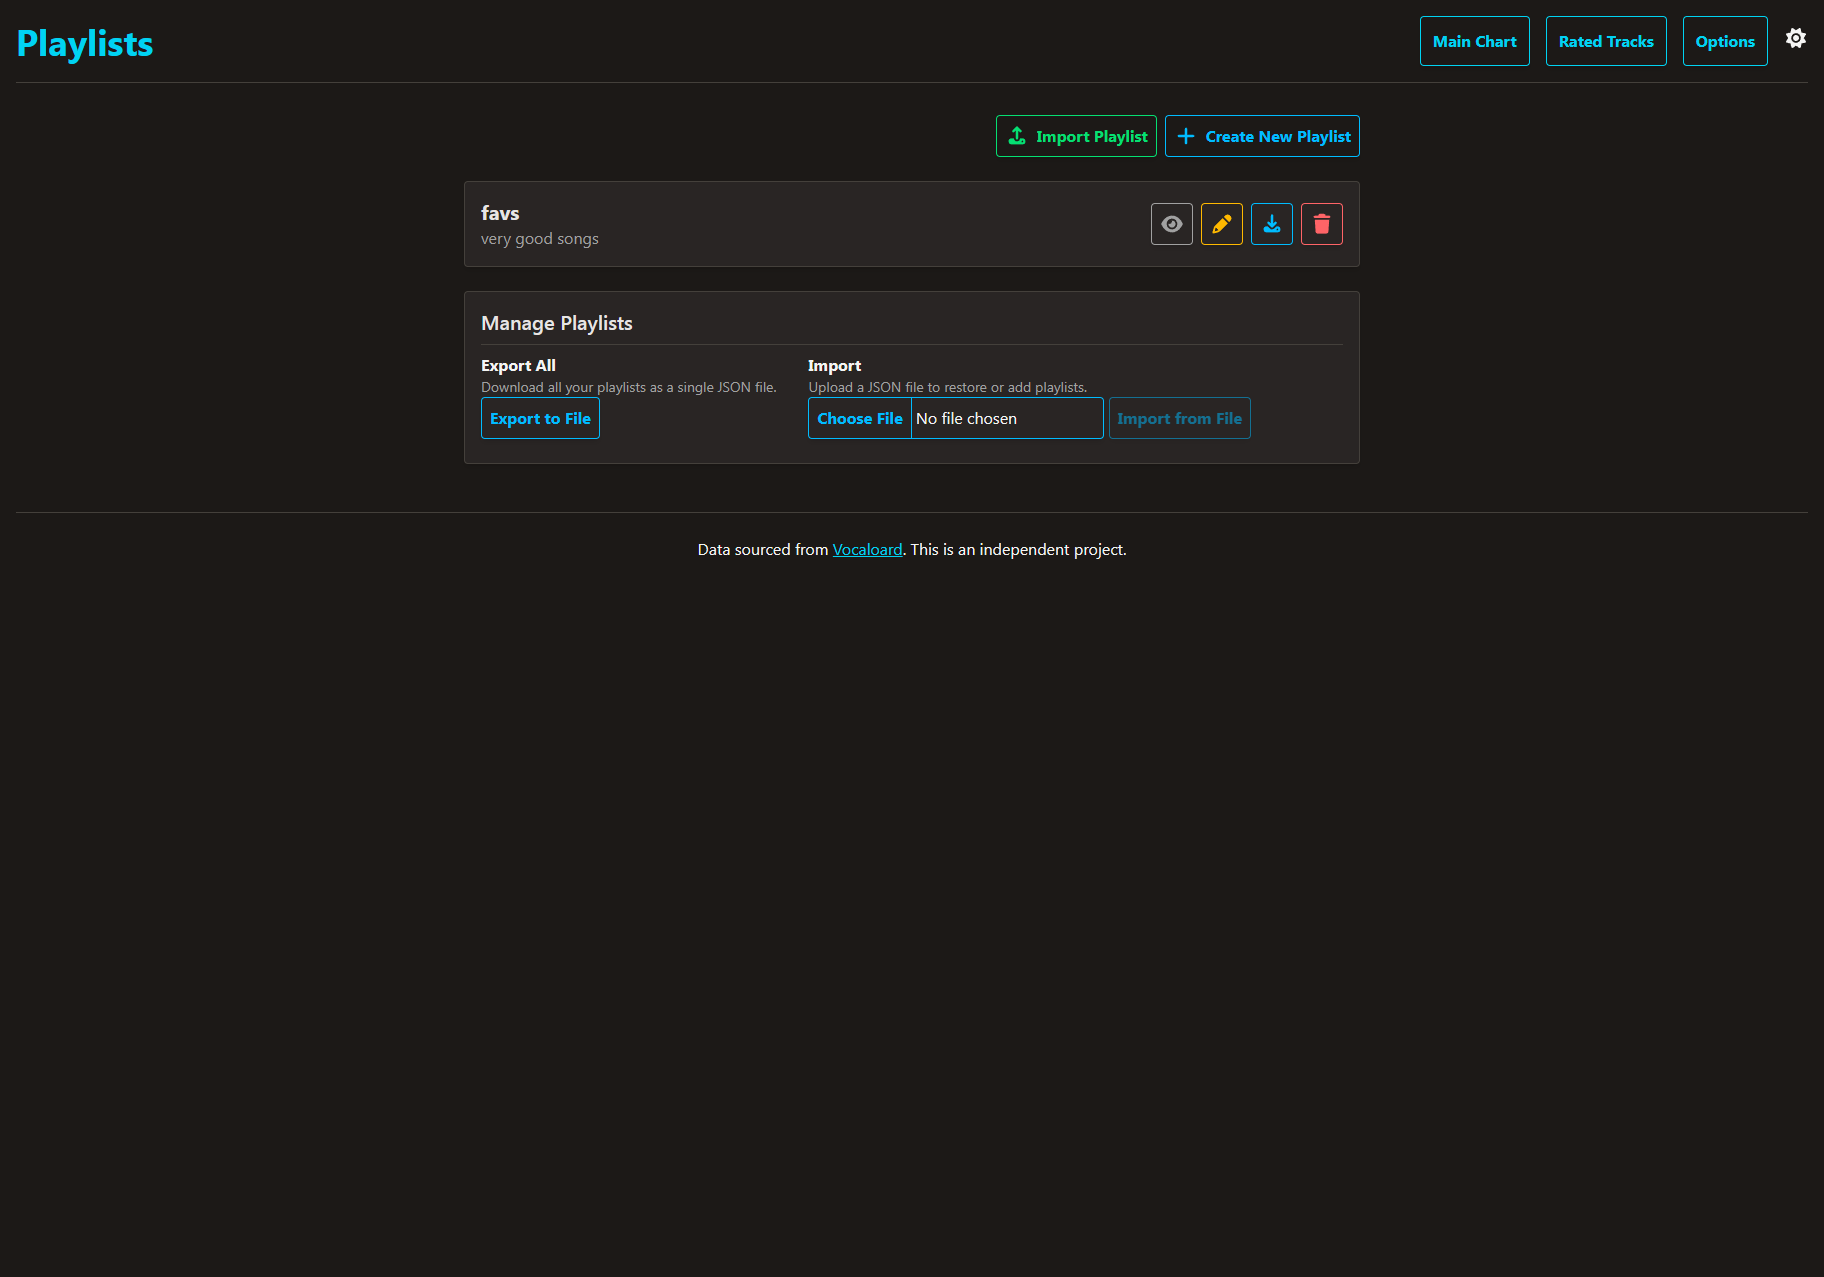 Playlists
Main Chart
Rated Tracks
Options
Import Playlist
Create New Playlist
favs
very good songs
Manage Playlists
Export All
Download all your playlists as a single JSON file.
Export to File
Import
Upload a JSON file to restore or add playlists.
Choose File No file chosen
Import from File
Data sourced from Vocaloard. This is an independent project.